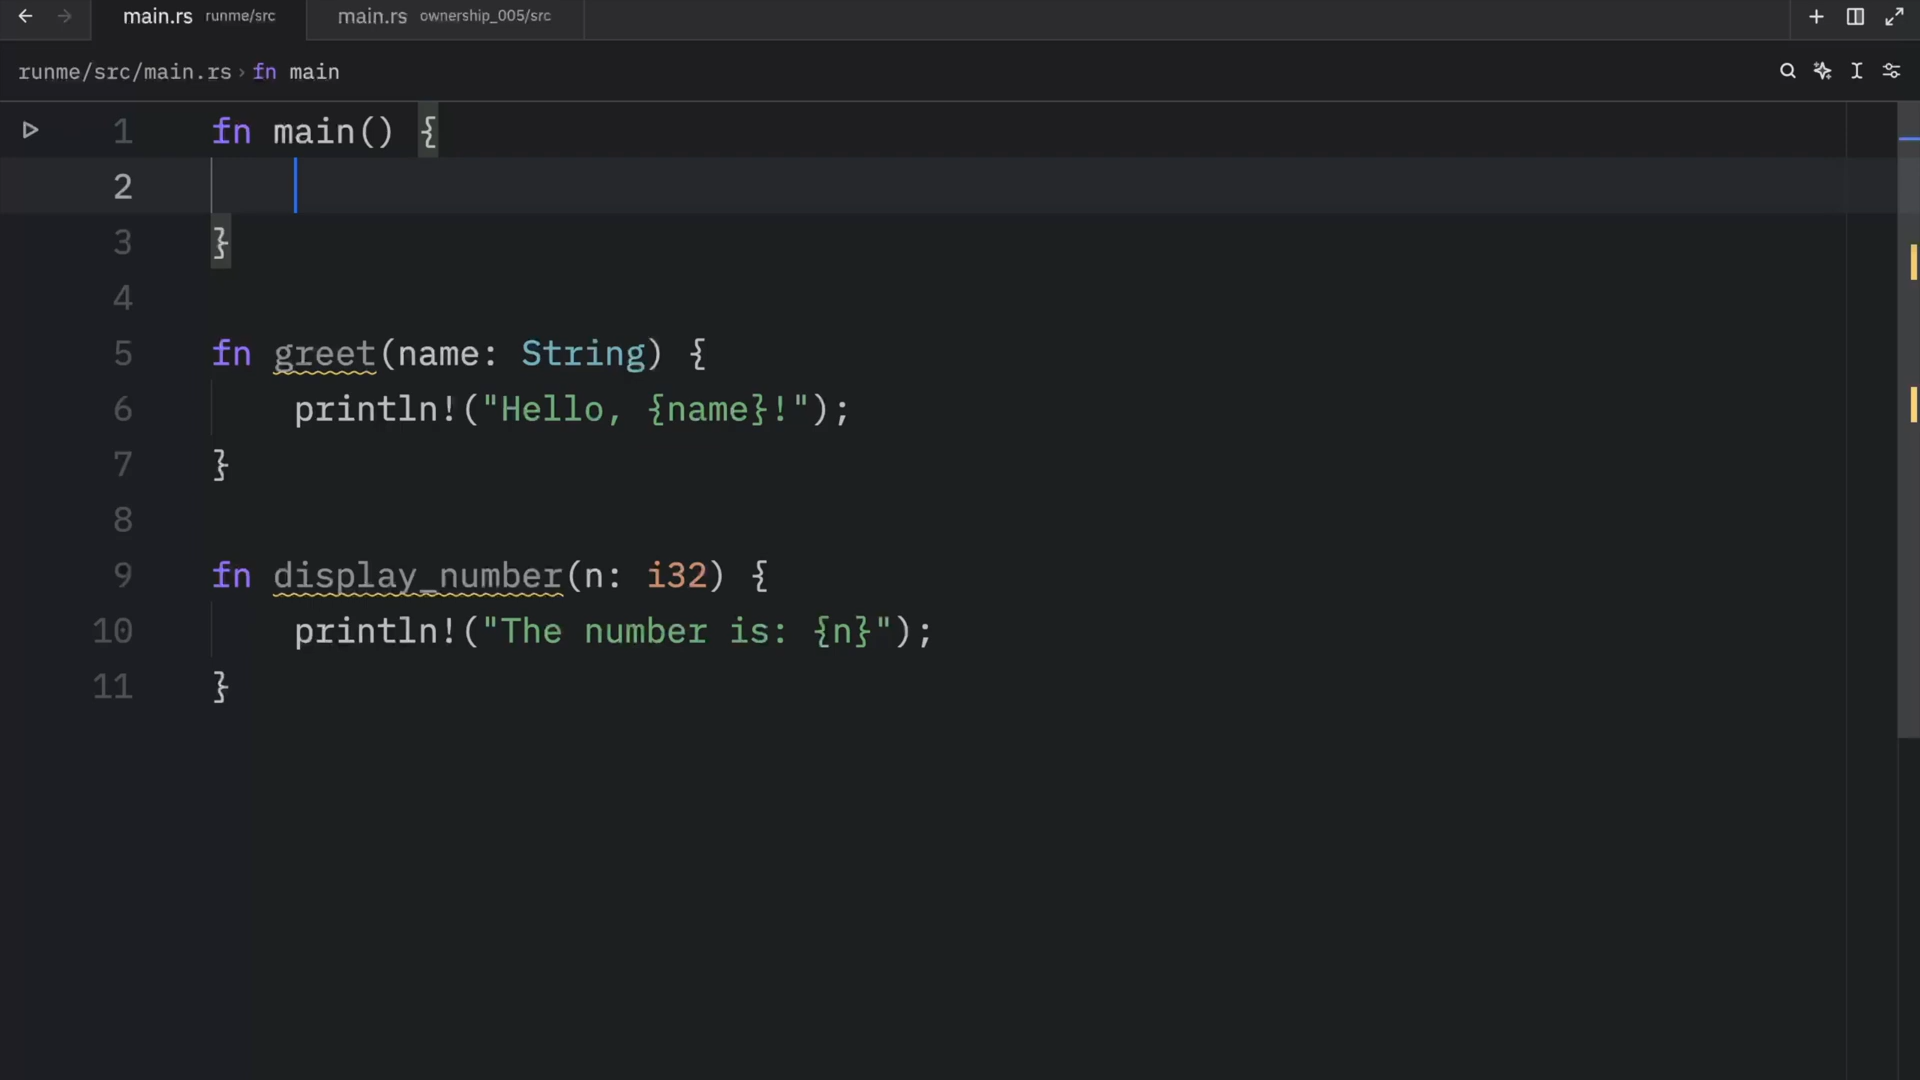 main.rs runme/src main.rs ownership_005/src
runme/src/main.rs › fn main
1 fn main() {
2
3 }
4
5 fn greet(name: String) {
6 println!("Hello, {name}!");
7 }
8
9 fn display_number(n: i32) {
10 println!("The number is: {n}");
11 }